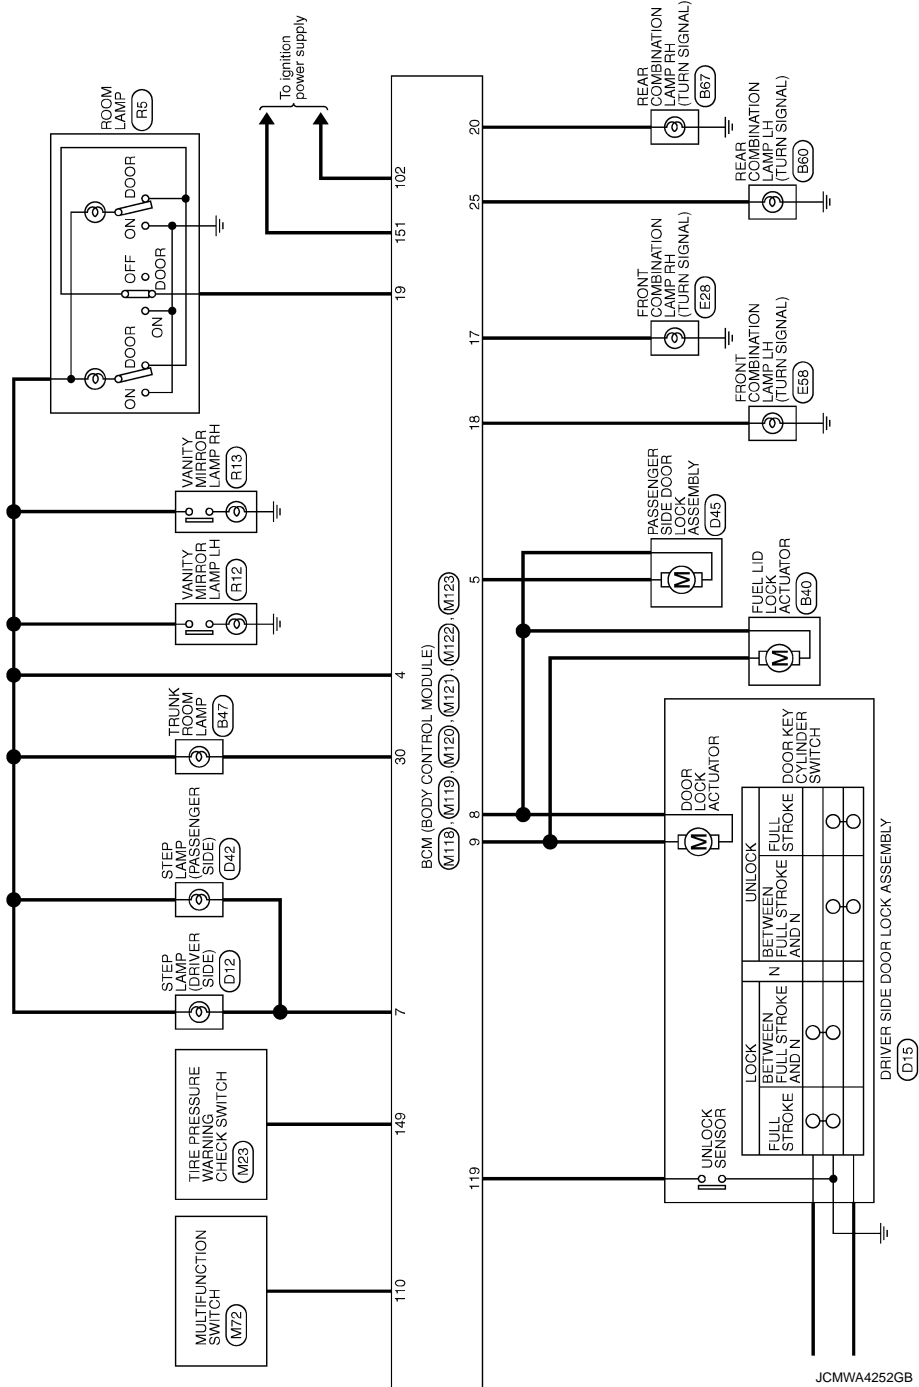 ROOM
LAMP
R5
DOOR
ON
OFF
DOOR
ON
DOOR
ON
To ignition
power supply
VANITY
MIRROR
LAMP RH
R13
VANITY
MIRROR
LAMP LH
R12
TRUNK
ROOM
LAMP
B47
STEP
LAMP
(PASSENGER
SIDE)
D42
STEP
LAMP
(DRIVER
SIDE)
D12
TIRE PRESSURE
WARNING
CHECK SWITCH
M23
MULTIFUNCTION
SWITCH
M72
102
151
19
4
30
7
149
110
BCM (BODY CONTROL MODULE)
M118 , M119 , M120 , M121 , M122 , M123
20
25
17
18
5
8
9
119
REAR
COMBINATION
LAMP RH
(TURN SIGNAL)
B67
REAR
COMBINATION
LAMP LH
(TURN SIGNAL)
B60
FRONT
COMBINATION
LAMP RH
(TURN SIGNAL)
E28
FRONT
COMBINATION
LAMP LH
(TURN SIGNAL)
E58
PASSENGER
SIDE DOOR
LOCK
ASSEMBLY
D45
M
FUEL LID
LOCK
ACTUATOR
B40
M
DOOR
LOCK
ACTUATOR
M
DOOR KEY
CYLINDER
SWITCH
UNLOCK
FULL
STROKE
BETWEEN
FULL STROKE
AND N
N
LOCK
BETWEEN
FULL STROKE
AND N
FULL
STROKE
UNLOCK
SENSOR
DRIVER SIDE DOOR LOCK ASSEMBLY
D15
JCMWA4252GB